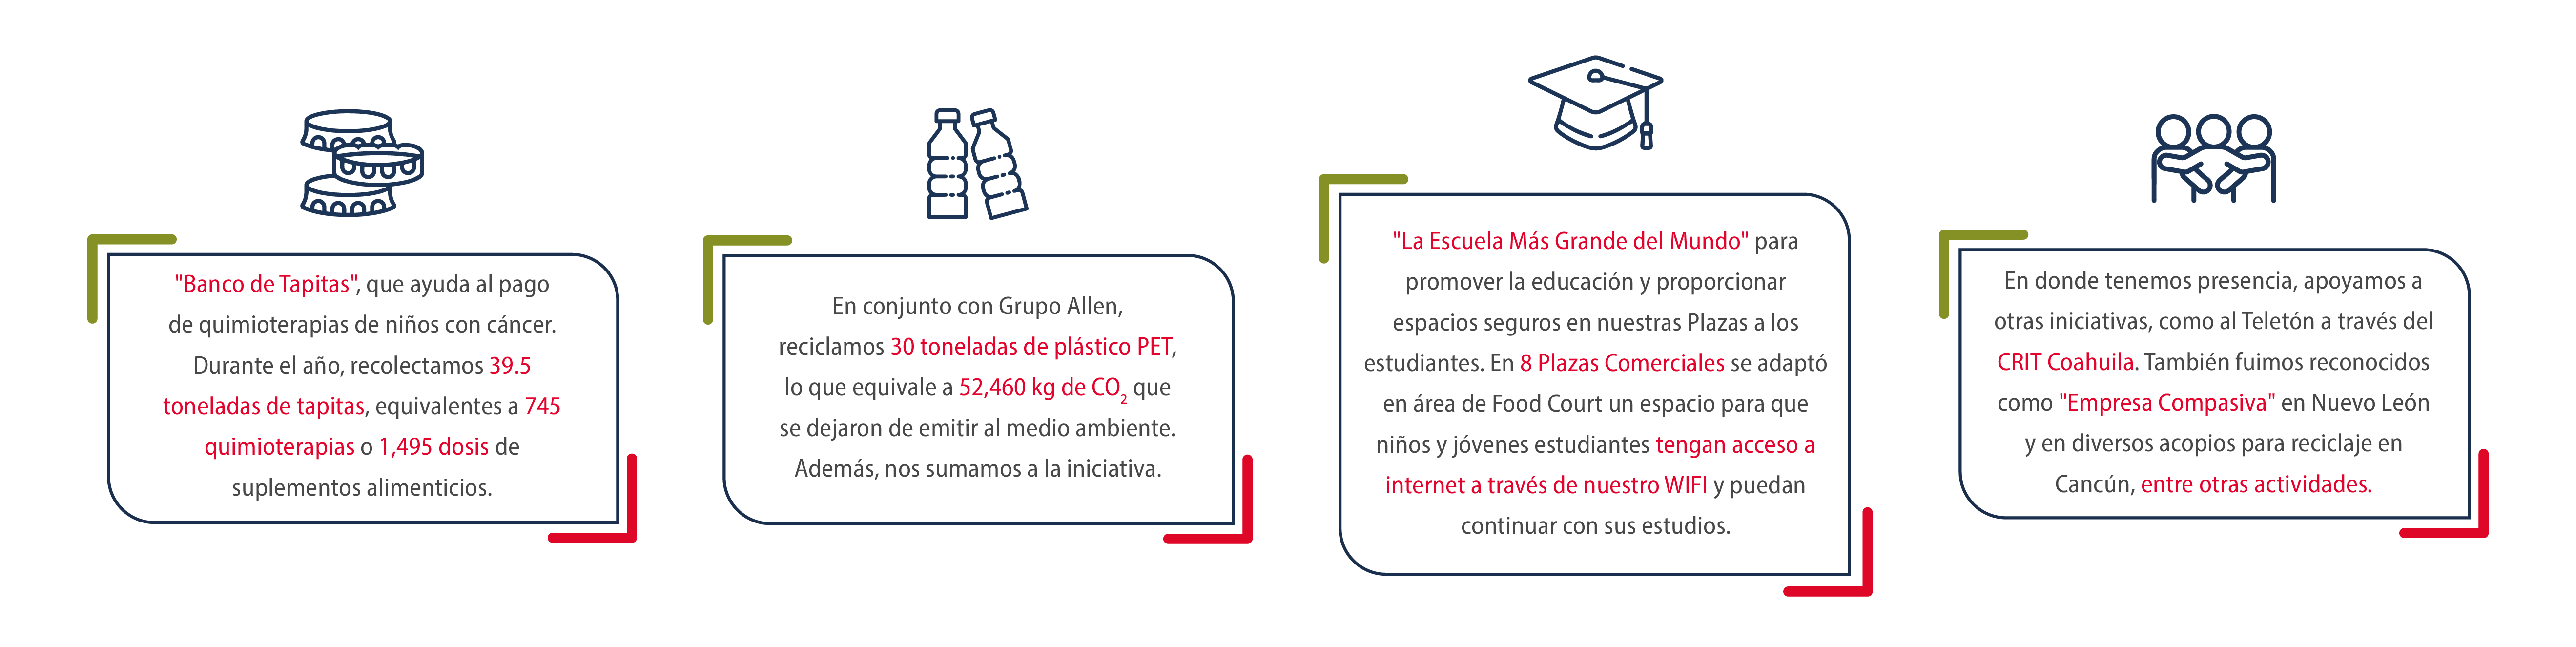 "Banco de Tapitas", que ayuda al pago
de quimioterapias de niños con cáncer.
Durante el año, recolectamos 39.5
toneladas de tapitas, equivalentes a 745
quimioterapias o 1,495 dosis de
suplementos alimenticios.
En conjunto con Grupo Allen,
reciclamos 30 toneladas de plástico PET,
lo que equivale a 52,460 kg de CO₂ que
se dejaron de emitir al medio ambiente.
Además, nos sumamos a la iniciativa.
"La Escuela Más Grande del Mundo" para
promover la educación y proporcionar
espacios seguros en nuestras Plazas a los
estudiantes. En 8 Plazas Comerciales se adaptó
en área de Food Court un espacio para que
niños y jóvenes estudiantes tengan acceso a
internet a través de nuestro WIFI y puedan
continuar con sus estudios.
En donde tenemos presencia, apoyamos a
otras iniciativas, como al Teletón a través del
CRIT Coahuila. También fuimos reconocidos
como "Empresa Compasiva" en Nuevo León
y en diversos acopios para reciclaje en
Cancún, entre otras actividades.